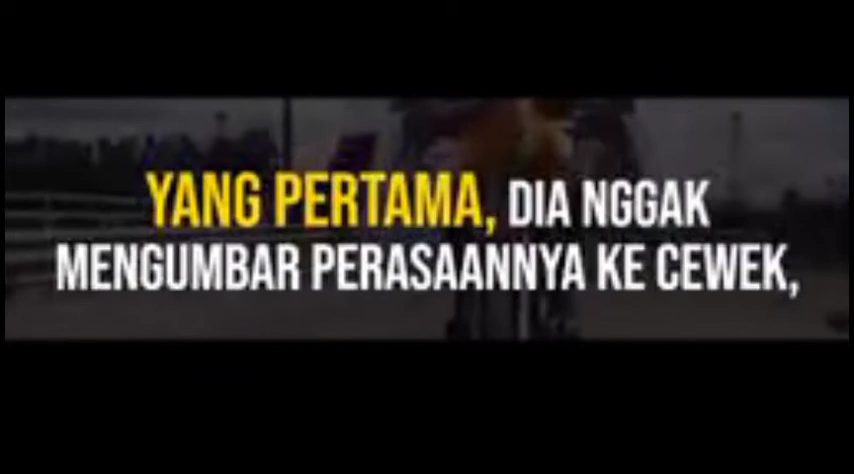 YANG PERTAMA, DIA NGGAK
MENGUMBAR PERASAANNYA KE CEWEK,